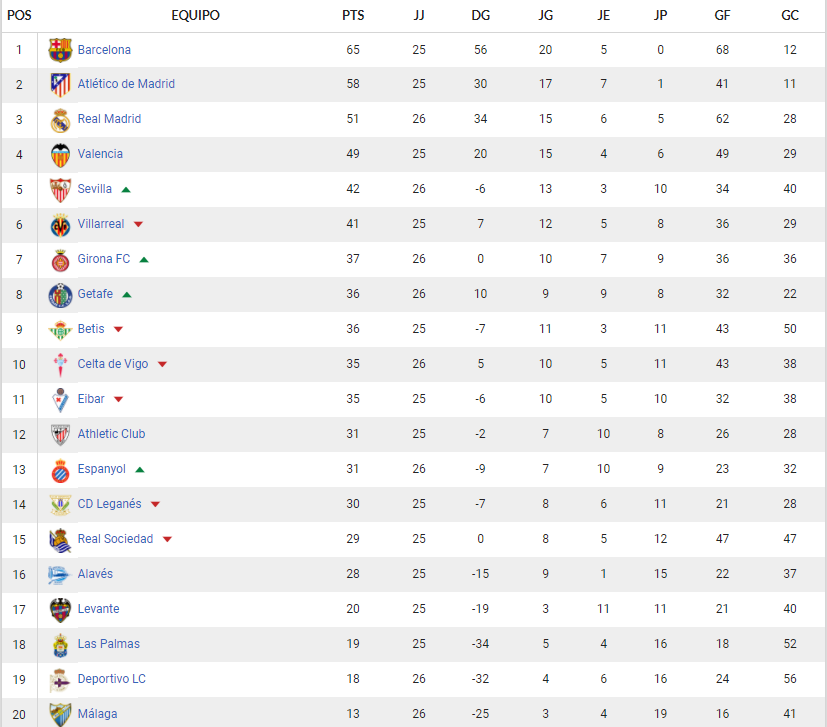 POS EQUIPO PTS JJ DG JG JE JP GF GC
1 Barcelona 65 25 56 20 5 0 68 12
2 Atlético de Madrid 58 25 30 17 7 1 41 11
3 Real Madrid 51 26 34 15 6 5 62 28
4 Valencia 49 25 20 15 4 6 49 29
5 Sevilla 42 26 -6 13 3 10 34 40
6 Villarreal 41 25 7 12 5 8 36 29
7 Girona FC 37 26 0 10 7 9 36 36
8 Getafe 36 26 10 9 9 8 32 22
9 Betis 36 25 -7 11 3 11 43 50
10 Celta de Vigo 35 26 5 10 5 11 43 38
11 Eibar 35 25 -6 10 5 10 32 38
12 Athletic Club 31 25 -2 7 10 8 26 28
13 Espanyol 31 26 -9 7 10 9 23 32
14 CD Leganés 30 25 -7 8 6 11 21 28
15 Real Sociedad 29 25 0 8 5 12 47 47
16 Alavés 28 25 -15 9 1 15 22 37
17 Levante 20 25 -19 3 11 11 21 40
18 Las Palmas 19 25 -34 5 4 16 18 52
19 Deportivo LC 18 26 -32 4 6 16 24 56
20 Málaga 13 26 -25 3 4 19 16 41